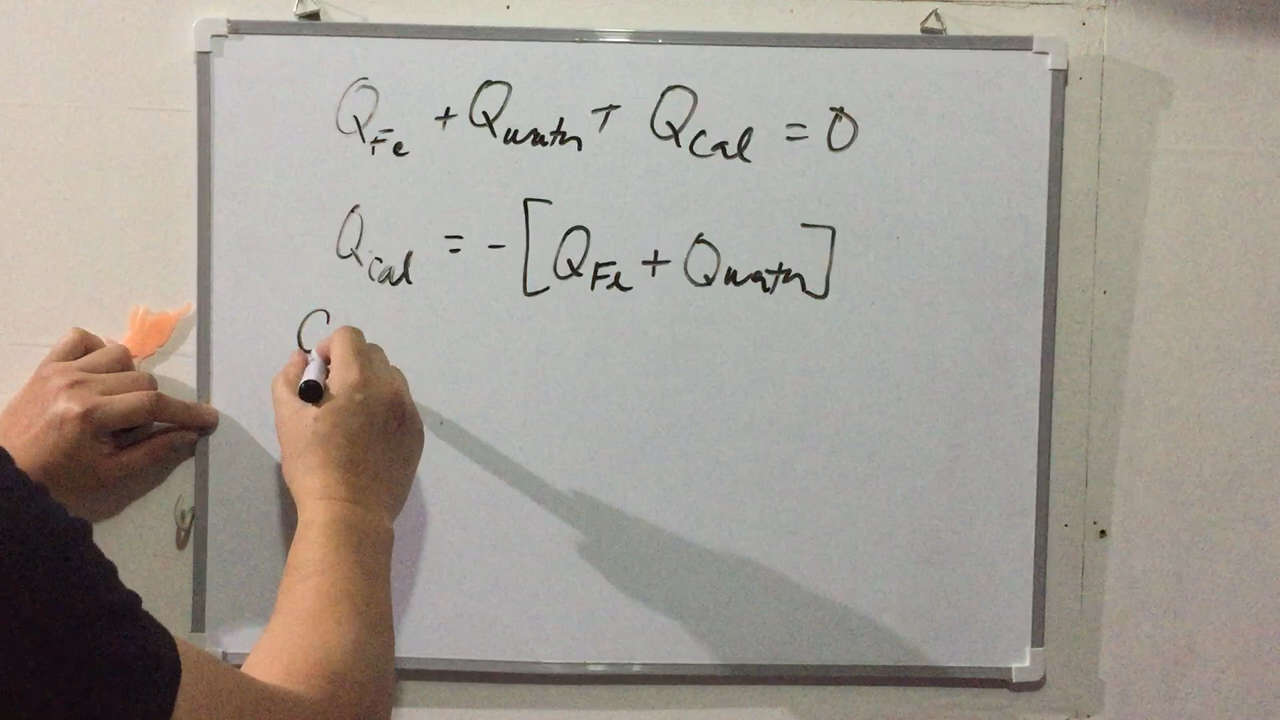 Q_Fe + Q_water + Q_cal = 0
Q_cal = - [Q_Fe + Q_water]
C